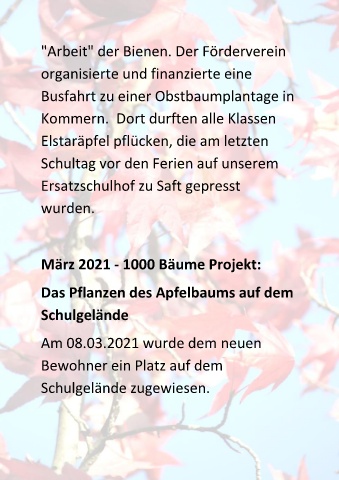 "Arbeit" der Bienen. Der Förderverein
organisierte und finanzierte eine
Busfahrt zu einer Obstbaumplantage in
Kommern.  Dort durften alle Klassen
Elstaräpfel pflücken, die am letzten
Schultag vor den Ferien auf unserem
Ersatzschulhof zu Saft gepresst
wurden.
März 2021 - 1000 Bäume Projekt:
Das Pflanzen des Apfelbaums auf dem
Schulgelände
Am 08.03.2021 wurde dem neuen
Bewohner ein Platz auf dem
Schulgelände zugewiesen.